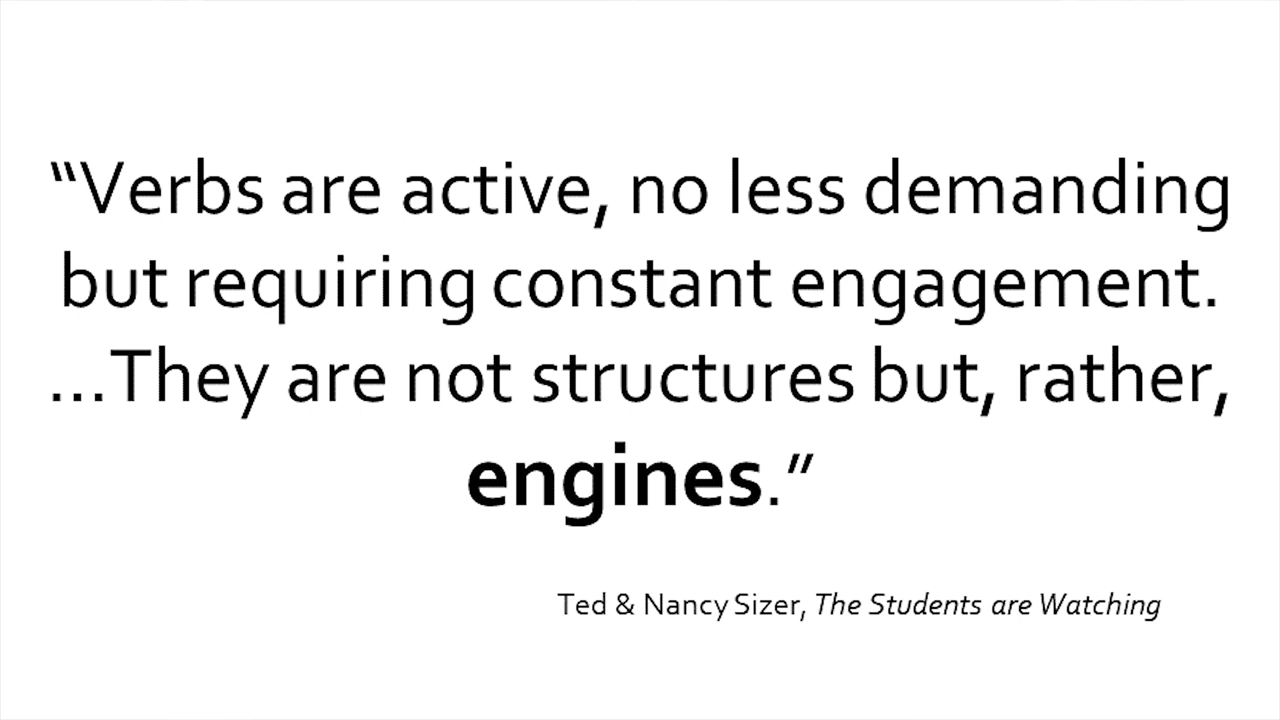 “Verbs are active, no less demanding
but requiring constant engagement.
…They are not structures but, rather,
engines.”
Ted & Nancy Sizer, The Students are Watching